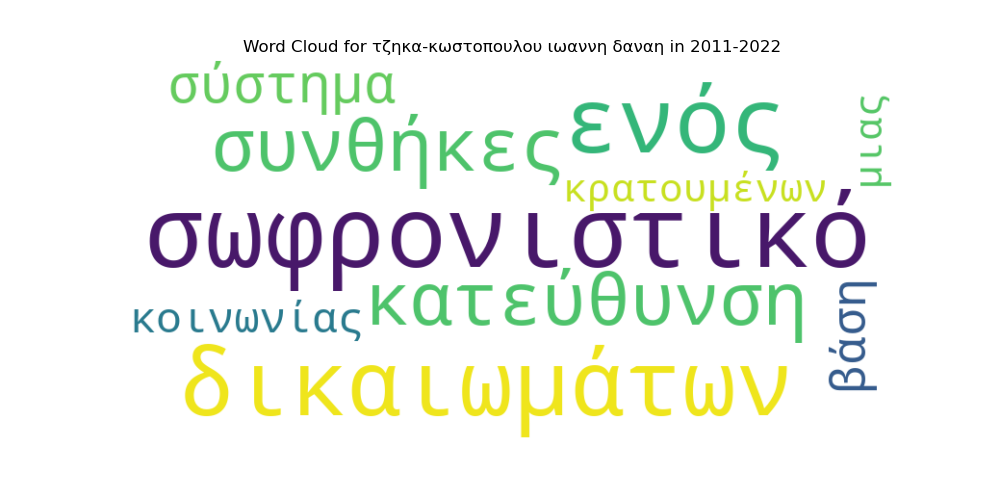 Word Cloud for τζηκα-κωστοπουλου ιωαννη δαναη in 2011-2022
σύστημα
ενός
μιας
συνθήκες
κρατουμένων
σωφρονιστικό
κατεύθυνση
κοινωνίας
βάση
δικαιωμάτων